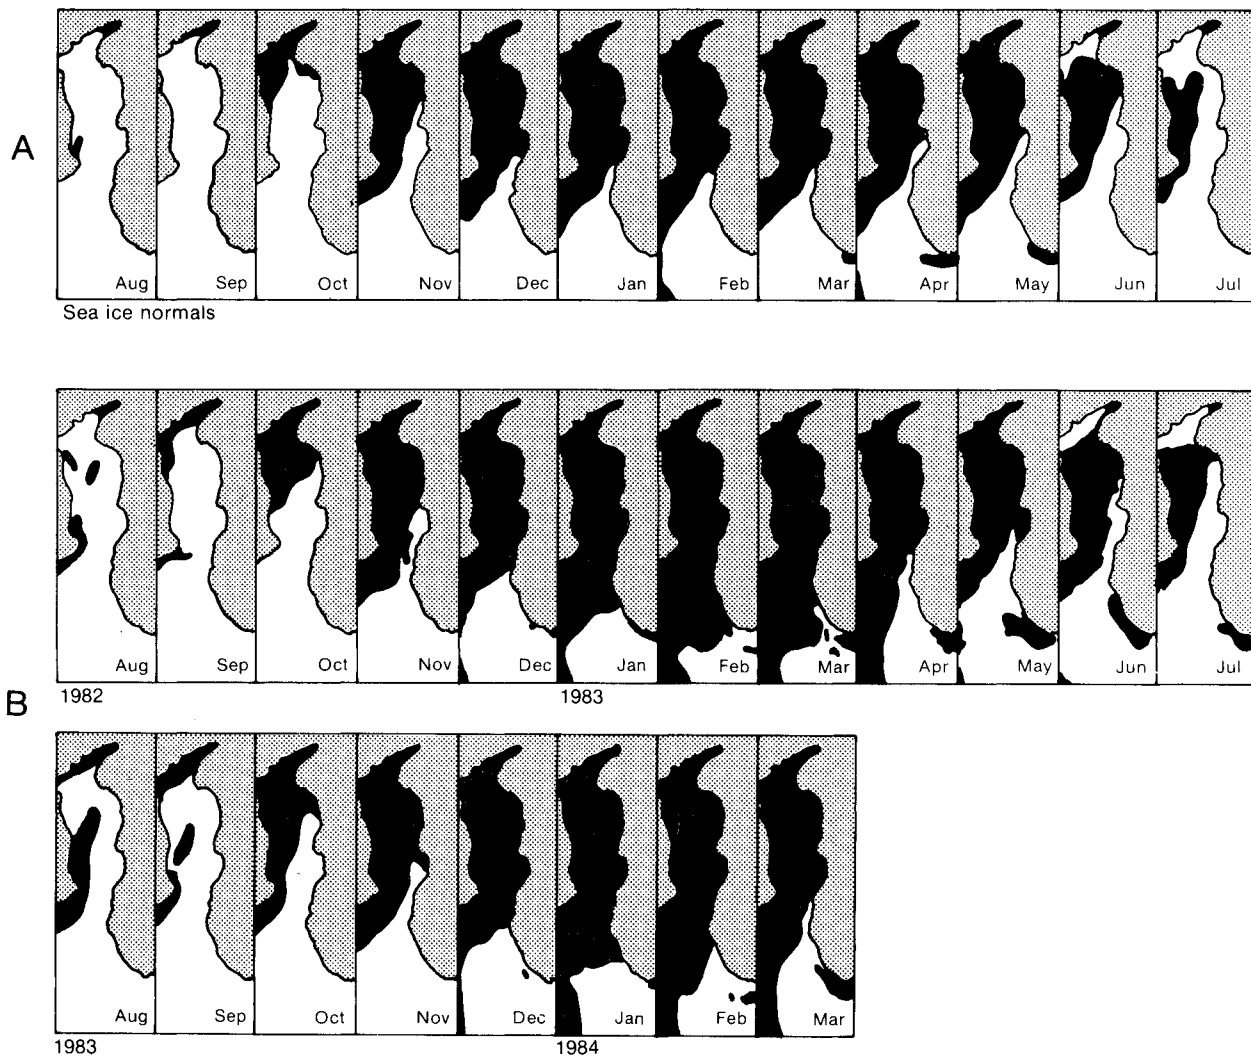 A
Aug Sep Oct Nov Dec Jan Feb Mar Apr May Jun Jul
Sea ice normals
Aug Sep Oct Nov Dec Jan Feb Mar Apr May Jun Jul
1982 1983
B
Aug Sep Oct Nov Dec Jan Feb Mar
1983 1984